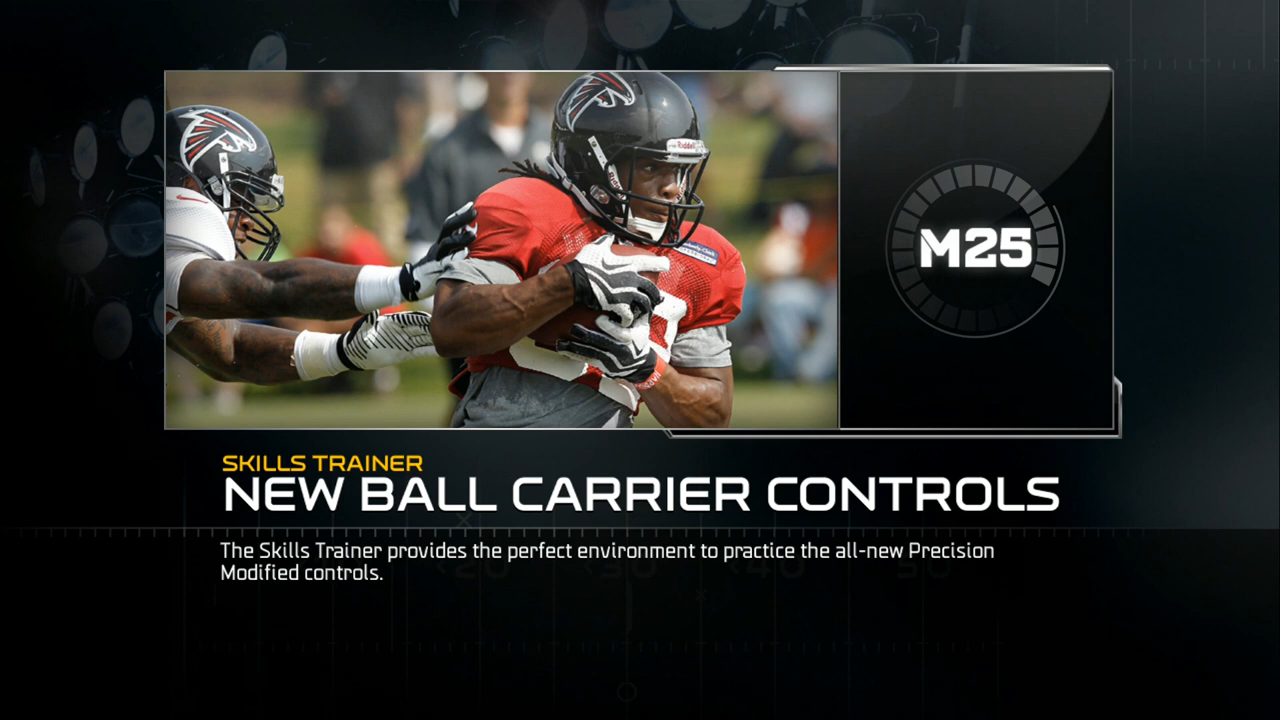 Riddell
M25
SKILLS TRAINER
NEW BALL CARRIER CONTROLS
The Skills Trainer provides the perfect environment to practice the all-new Precision
Modified controls.